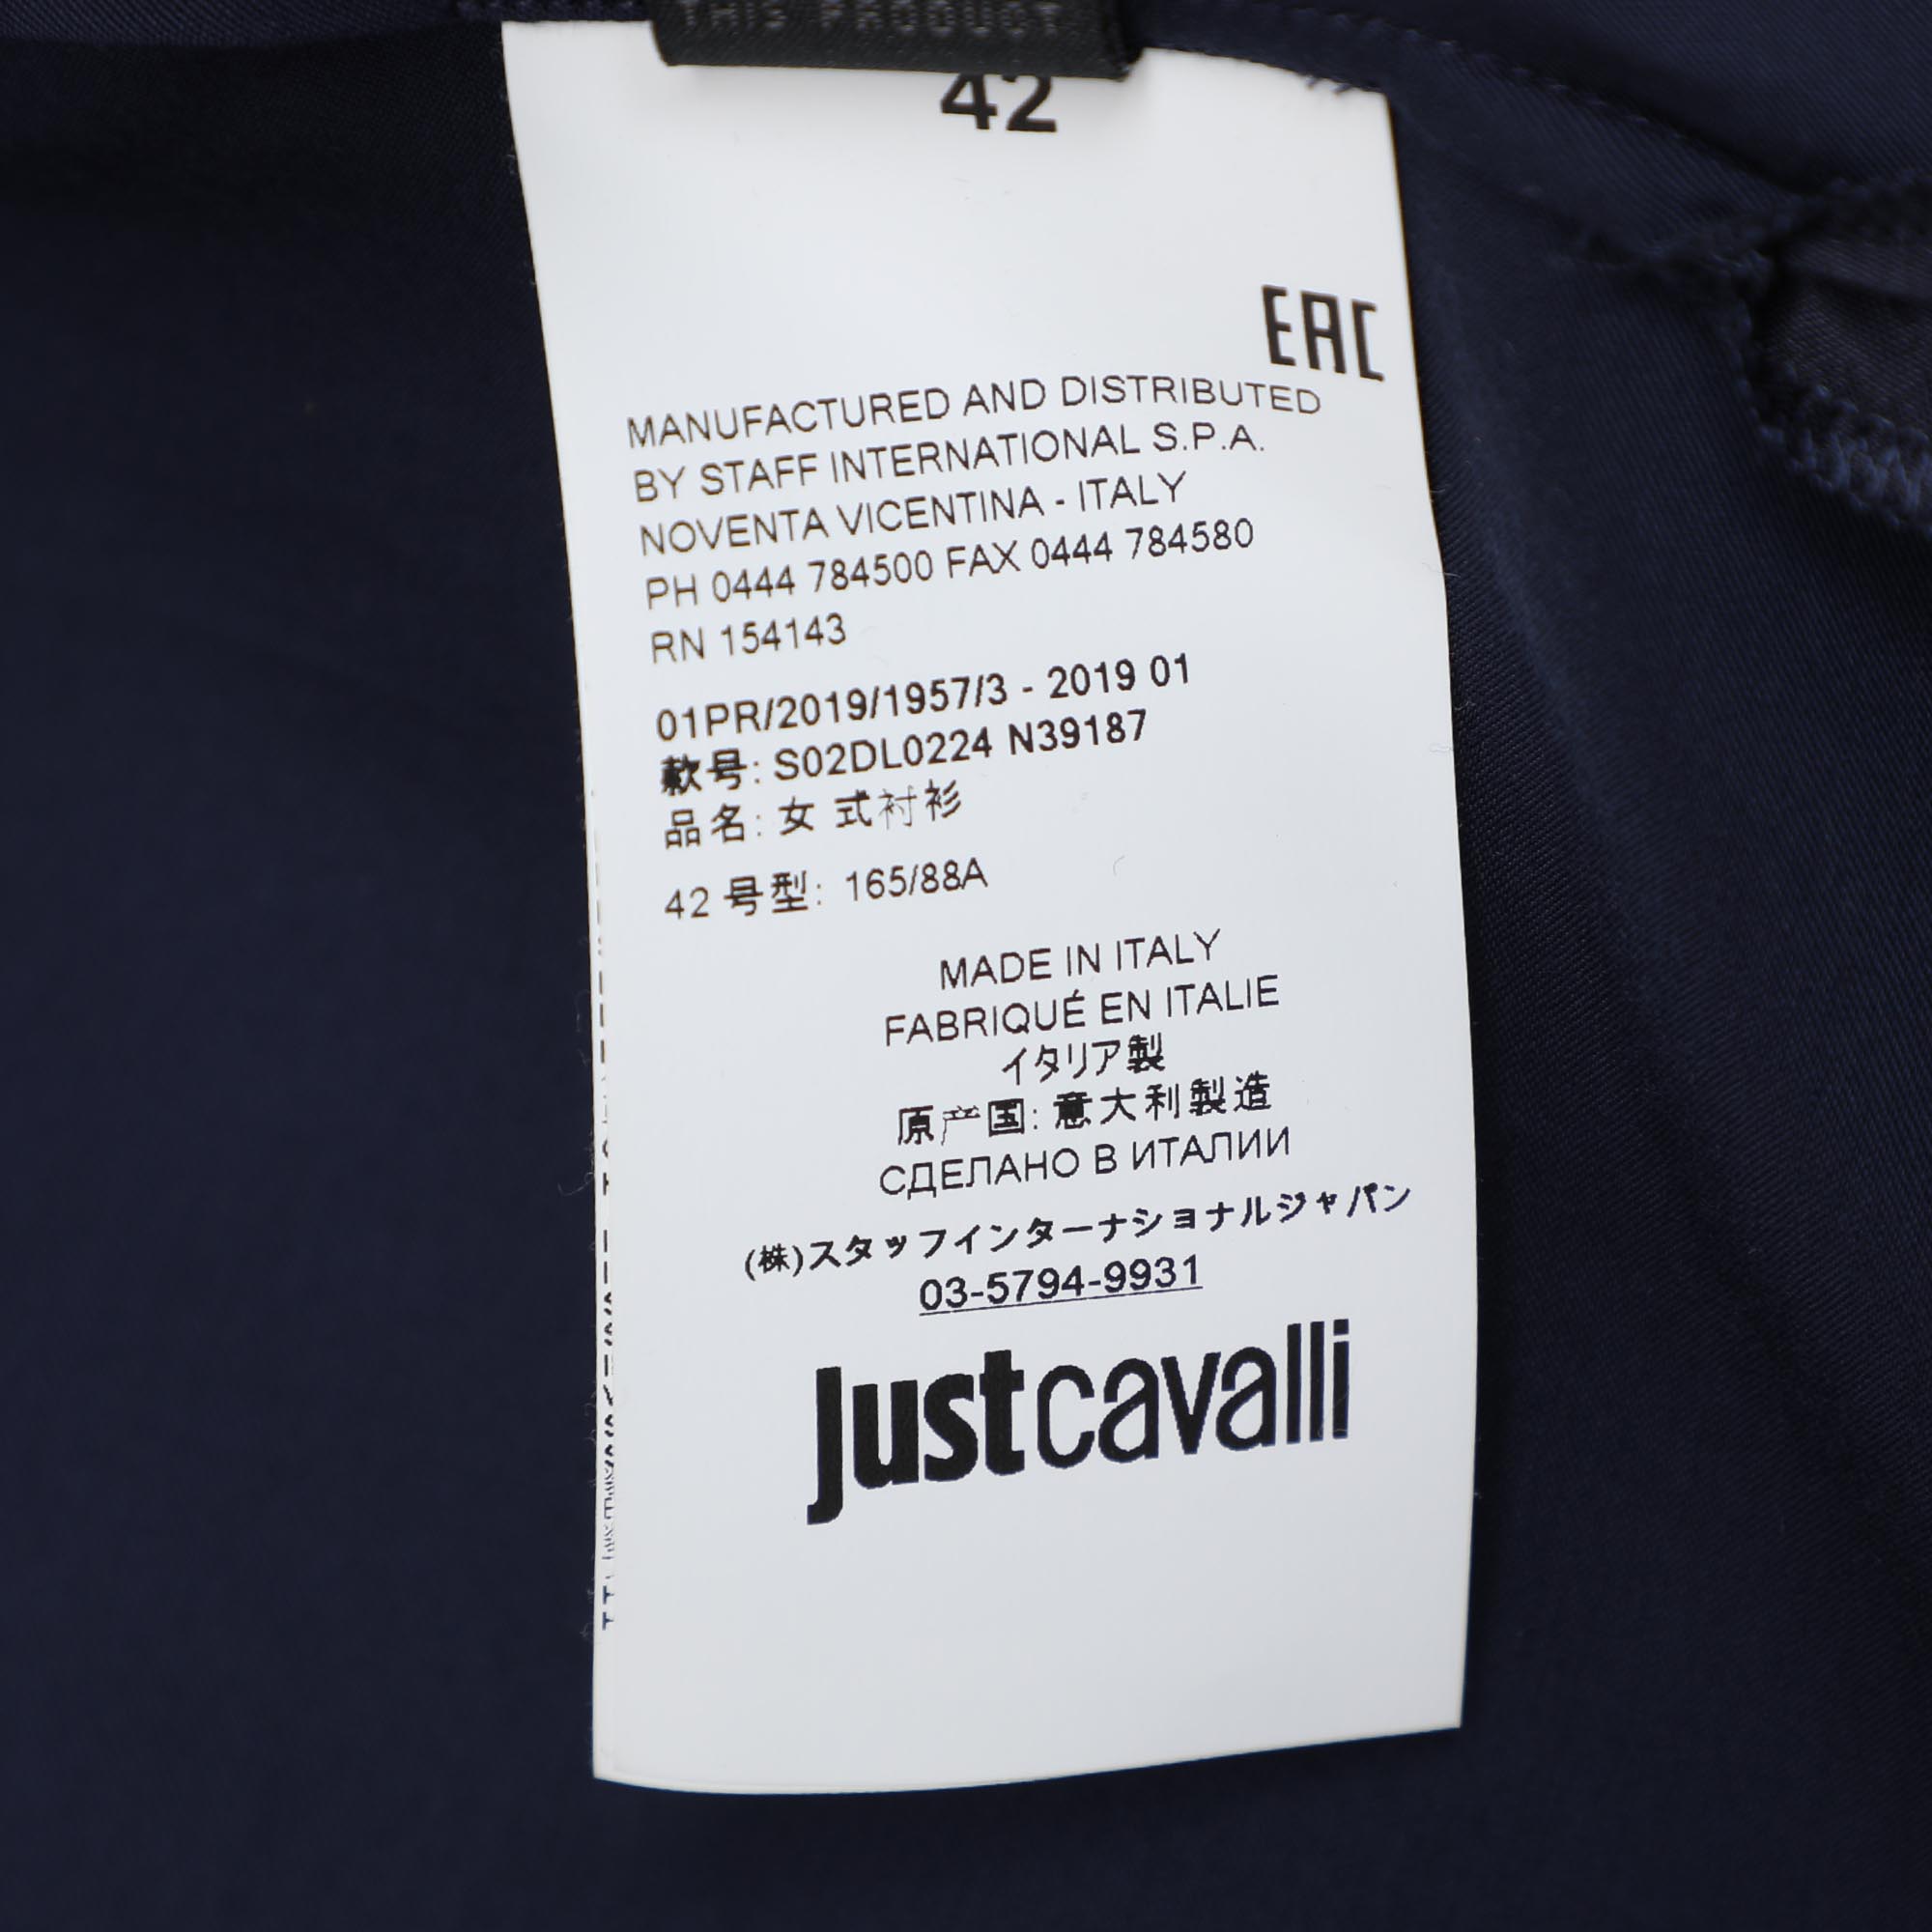 THIS PRODUCT
42
EAC
MANUFACTURED AND DISTRIBUTED
BY STAFF INTERNATIONAL S.P.A.
NOVENTA VICENTINA - ITALY
PH 0444 784500 FAX 0444 784580
RN 154143
01PR/2019/1957/3 - 2019 01
款号: S02DL0224 N39187
品名: 女式衬衫
42 号型: 165/88A
MADE IN ITALY
FABRIQUÉ EN ITALIE
イタリア製
原产国: 意大利製造
СДЕЛАНО В ИТАЛИИ
(株)スタッフインターナショナルジャパン
03-5794-9931
Justcavalli